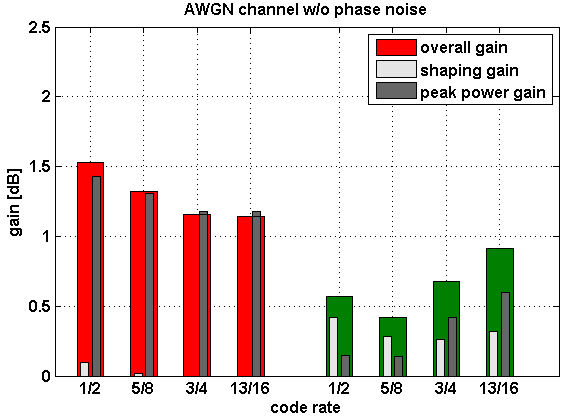 AWGN channel w/o phase noise
2.5
2
1.5
1
0.5
0
gain [dB]
overall gain
shaping gain
peak power gain
1/2 5/8 3/4 13/16 1/2 5/8 3/4 13/16
code rate